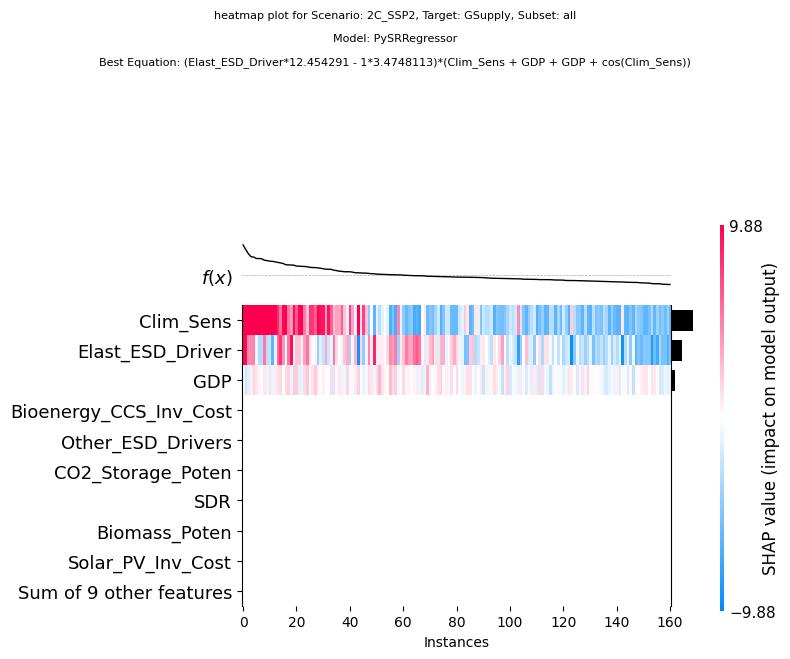 heatmap plot for Scenario: 2C_SSP2, Target: GSupply, Subset: all
Model: PySRRegressor
Best Equation: (Elast_ESD_Driver*12.454291 - 1*3.4748113)*(Clim_Sens + GDP + GDP + cos(Clim_Sens))
9.88
f(x)
Clim_Sens
Elast_ESD_Driver
GDP
Bioenergy_CCS_Inv_Cost
Other_ESD_Drivers
CO2_Storage_Poten
SDR
Biomass_Poten
Solar_PV_Inv_Cost
Sum of 9 other features
SHAP value (impact on model output)
−9.88
0 20 40 60 80 100 120 140 160
Instances